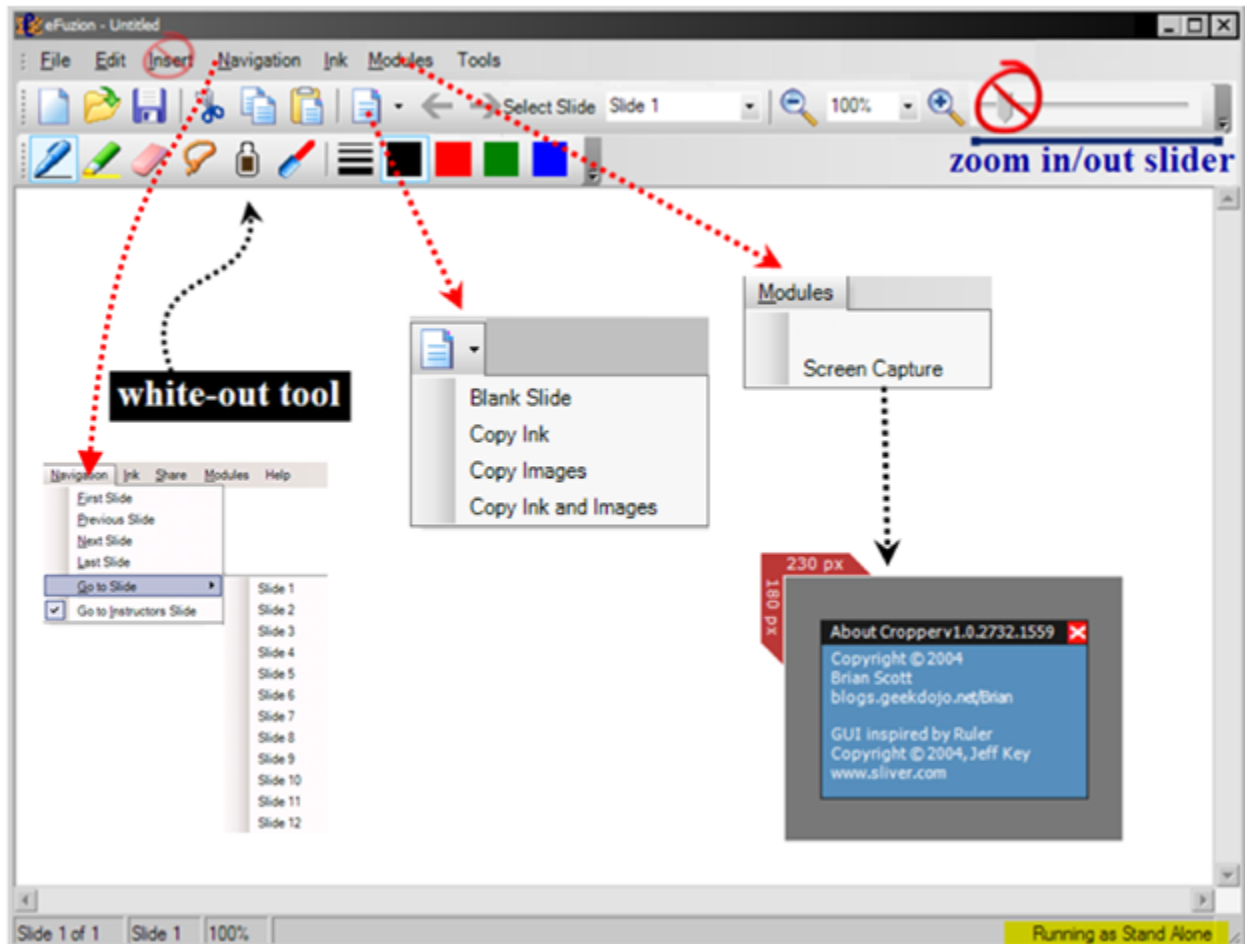 eFuzion - Untitled
File Edit Insert Navigation Ink Modules Tools
Select Slide Slide 1 100%
zoom in/out slider
white-out tool
Navigation Ink Share Modules Help
First Slide
Previous Slide
Next Slide
Last Slide
Go to Slide
Go to Instructors Slide
Slide 1
Slide 2
Slide 3
Slide 4
Slide 5
Slide 6
Slide 7
Slide 8
Slide 9
Slide 10
Slide 11
Slide 12
Blank Slide
Copy Ink
Copy Images
Copy Ink and Images
Modules
Screen Capture
230 px
180 px
About Cropperv1.0.2732.1559
Copyright © 2004
Brian Scott
blogs.geekdojo.net/Brian
GUI inspired by Ruler
Copyright © 2004, Jeff Key
www.sliver.com
Slide 1 of 1 Slide 1 100% Running as Stand Alone